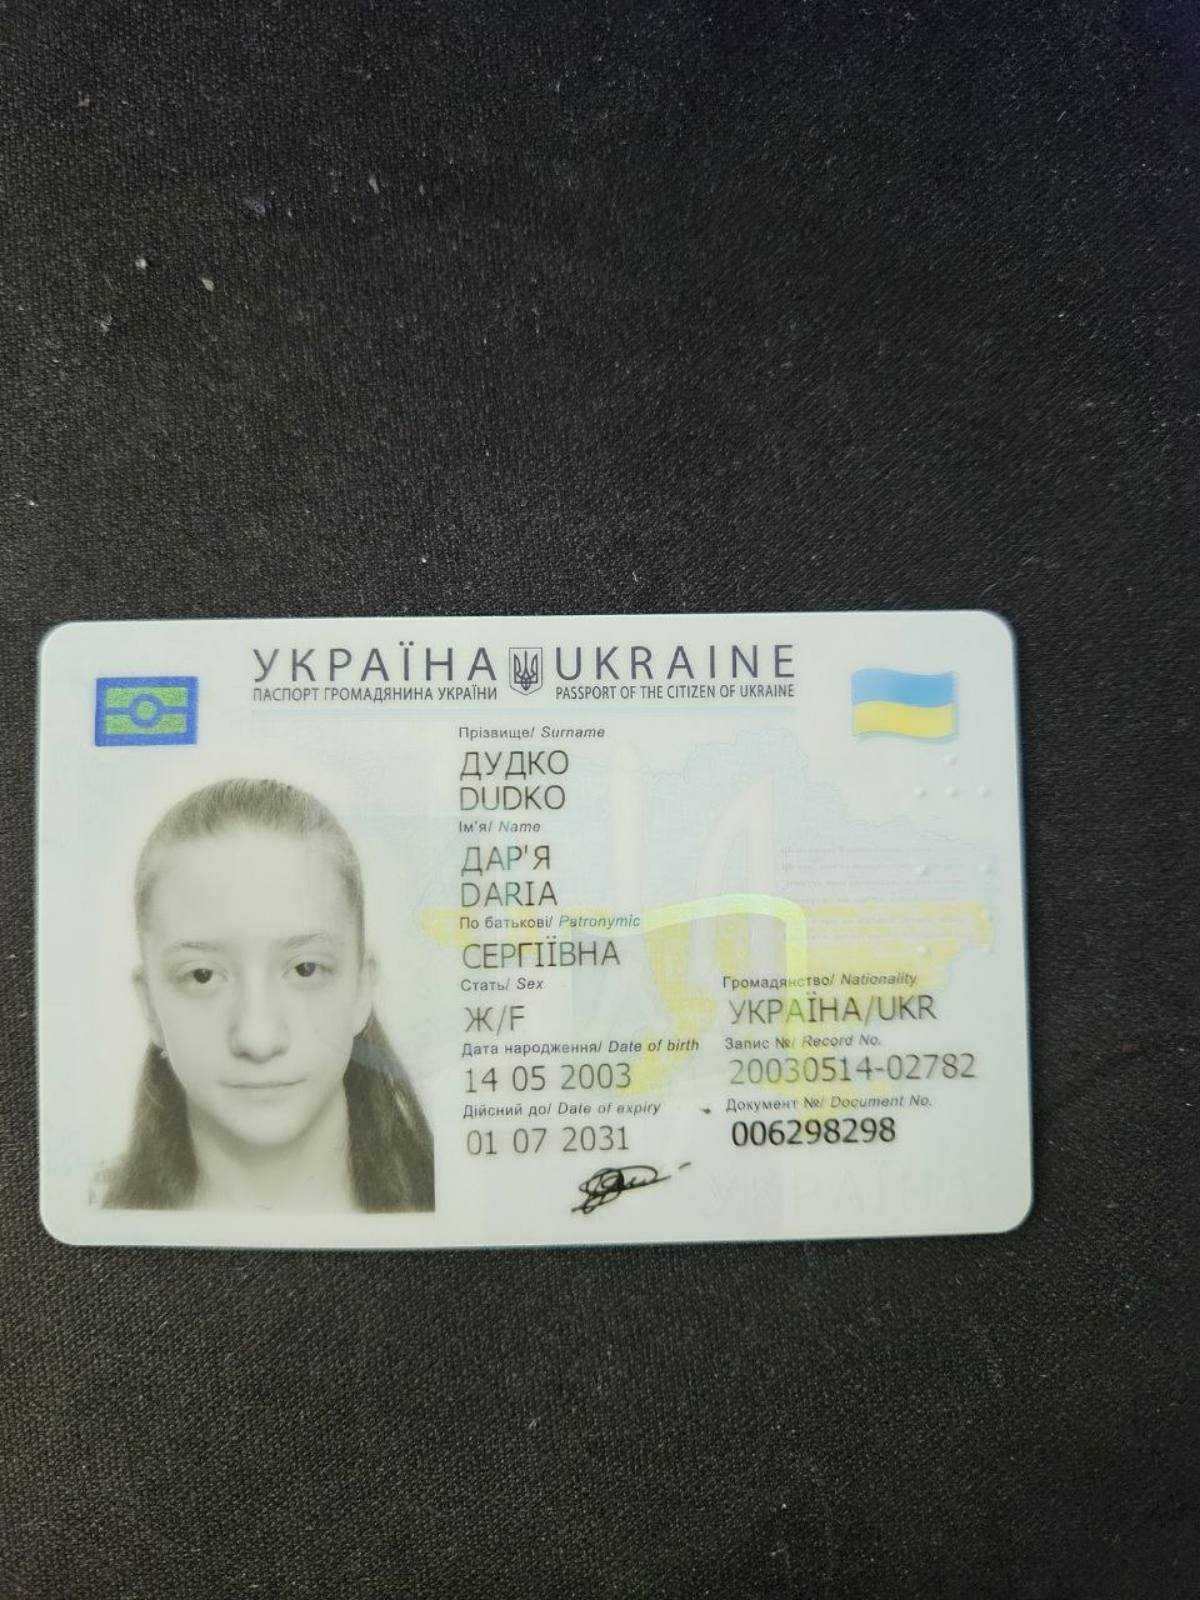 УКРАЇНА UKRAINE
ПАСПОРТ ГРОМАДЯНИНА УКРАЇНИ PASSPORT OF THE CITIZEN OF UKRAINE
Прізвище/ Surname
ДУДКО
DUDKO
Ім'я/ Name
ДАР'Я
DARIA
По батькові/ Patronymic
СЕРГІЇВНА
Стать/ Sex
Ж/F
Громадянство/ Nationality
УКРАЇНА/UKR
Дата народження/ Date of birth
14 05 2003
Запис №/ Record No.
20030514-02782
Дійсний до/ Date of expiry
01 07 2031
Документ №/ Document No.
006298298